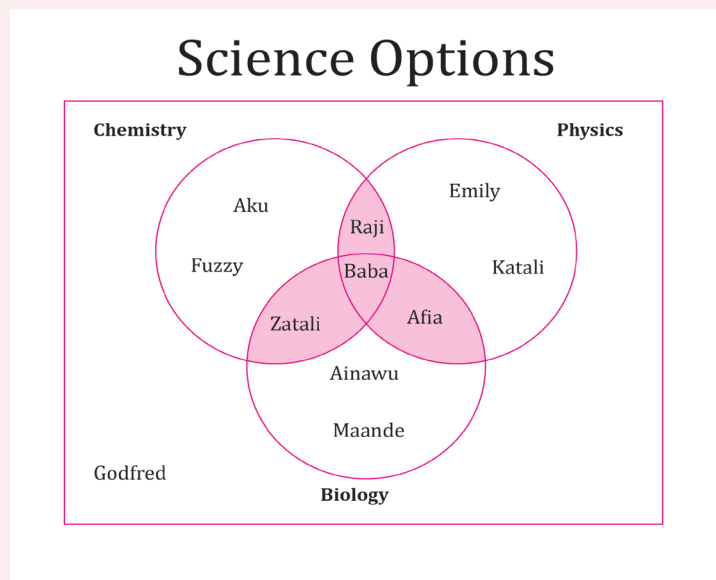 Science Options
Chemistry
Physics
Emily
Aku
Raji
Fuzzy
Baba
Katali
Zatali
Afia
Ainawu
Maande
Godfred
Biology